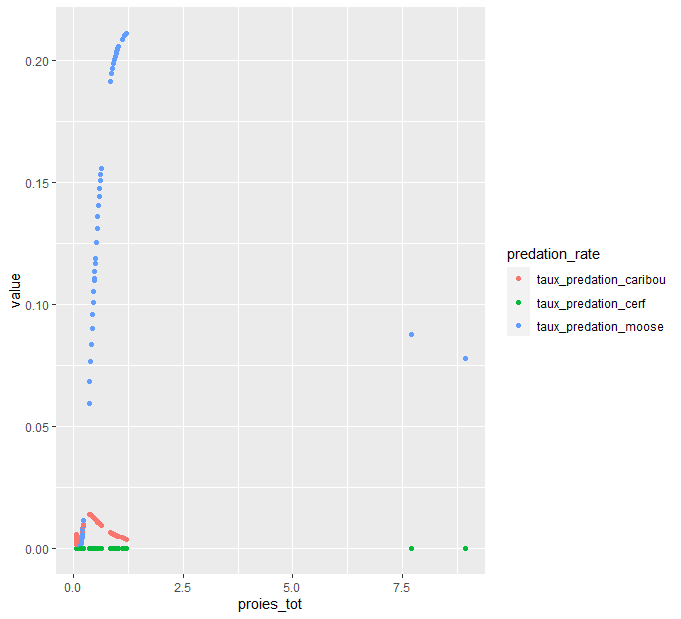 0.20
0.15
0.10
0.05
0.00
value
0.0
2.5
5.0
7.5
proies_tot
predation_rate
taux_predation_caribou
taux_predation_cerf
taux_predation_moose